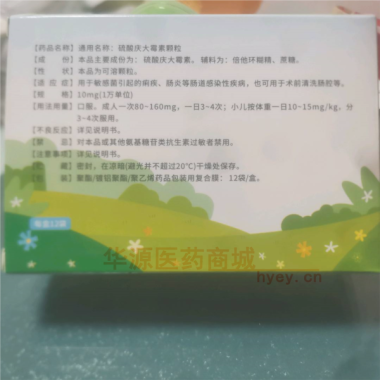 【药品名称】通用名称：硫酸庆大霉素颗粒
【成    份】本品主要成份为：硫酸庆大霉素。辅料为：倍他环糊精、蔗糖。
【性    状】本品为可溶颗粒。
【适 应 症】用于敏感菌引起的痢疾、肠炎等肠道感染性疾病，也可用于术前清洗肠腔等。
【规    格】10mg(1万单位)
【用法用量】口服。成人一次80~160mg，一日3~4次；小儿按体重一日10~15mg/kg，分
3~4次服用。
【不良反应】详见说明书。
【禁    忌】对本品或其他氨基糖苷类抗生素过敏者禁用。
【注意事项】详见说明书。
【贮    藏】密封，在凉暗(避光并不超过20℃)干燥处保存。
【包    装】聚酯/镀铝聚酯/聚乙烯药品包装用复合膜：12袋/盒。
每盒12袋
华源医药商城
hyey.cn